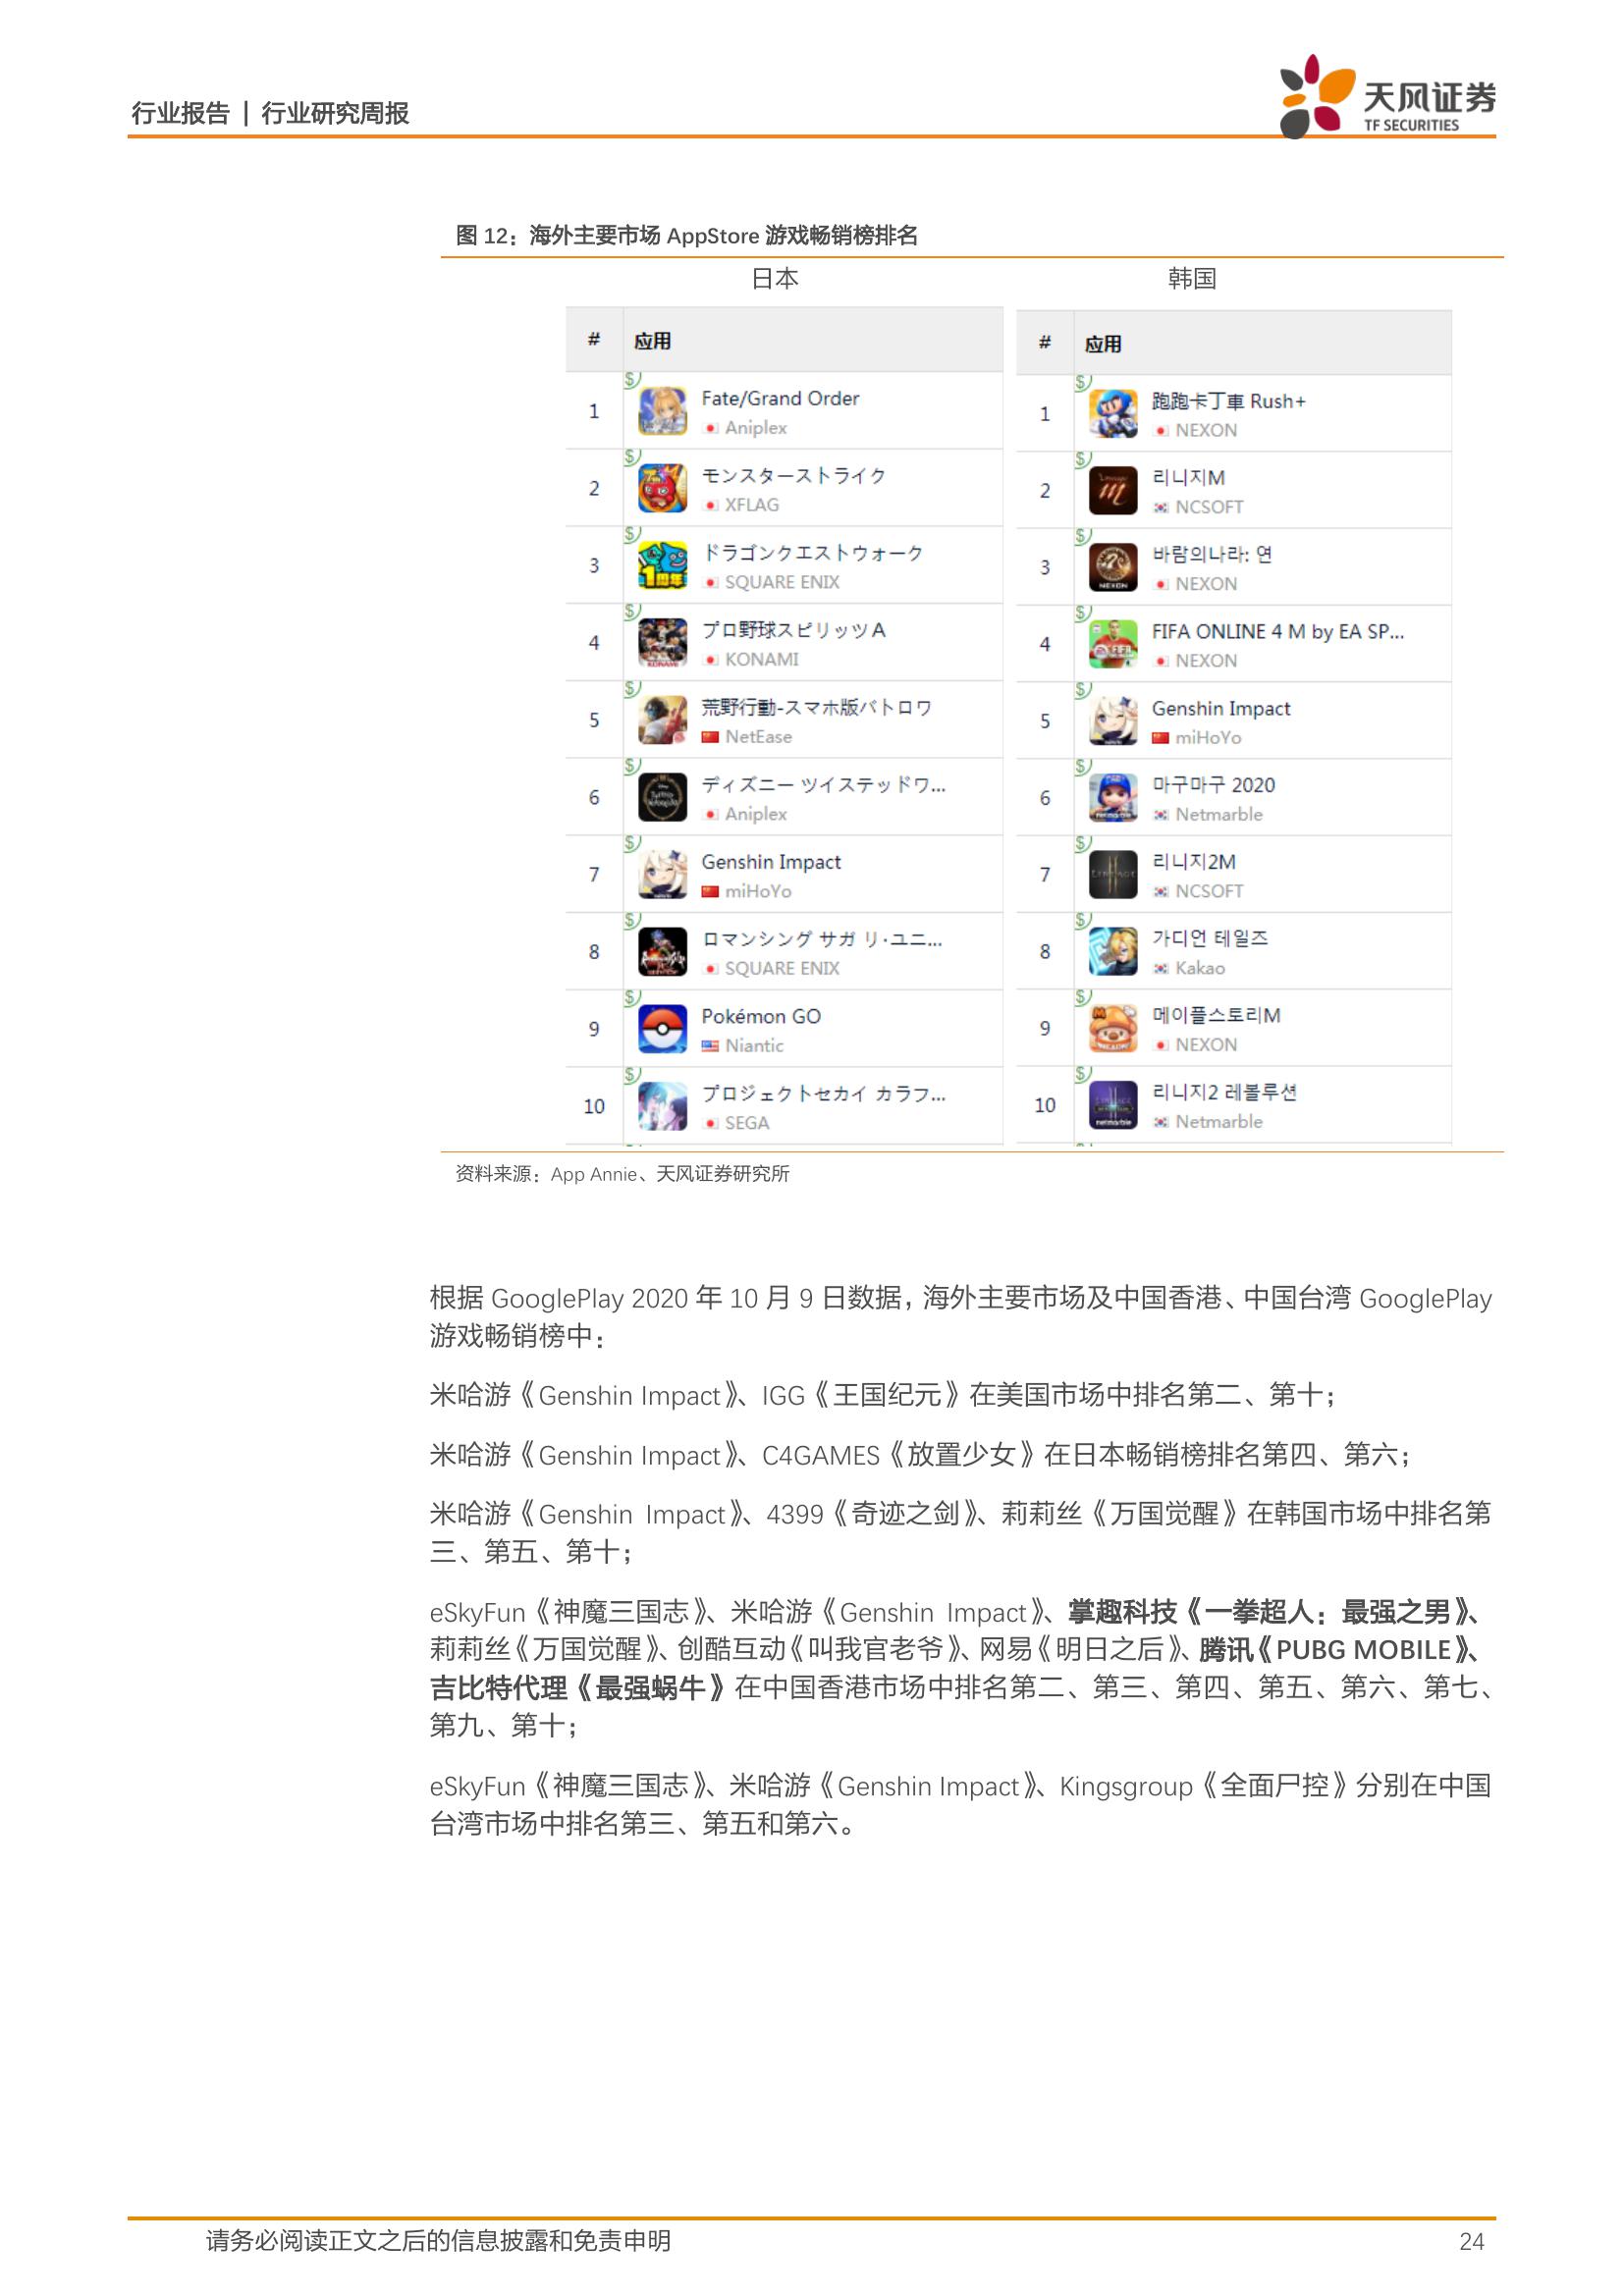 行业报告 | 行业研究周报
天风证券
TF SECURITIES
图 12：海外主要市场 AppStore 游戏畅销榜排名
日本
韩国
# 应用
1 Fate/Grand Order
Aniplex
2 モンスターストライク
XFLAG
3 ドラゴンクエストウォーク
SQUARE ENIX
4 プロ野球スピリッツA
KONAMI
5 荒野行動-スマホ版バトロワ
NetEase
6 ディズニー ツイステッドワ...
Aniplex
7 Genshin Impact
miHoYo
8 ロマンシング サガ リ·ユニ...
SQUARE ENIX
9 Pokémon GO
Niantic
10 プロジェクトセカイ カラフ...
SEGA
# 应用
1 跑跑卡丁車 Rush+
NEXON
2 리니지M
NCSOFT
3 바람의나라: 연
NEXON
4 FIFA ONLINE 4 M by EA SP...
NEXON
5 Genshin Impact
miHoYo
6 마구마구 2020
Netmarble
7 리니지2M
NCSOFT
8 가디언 테일즈
Kakao
9 메이플스토리M
NEXON
10 리니지2 레볼루션
Netmarble
资料来源：App Annie、天风证券研究所
根据 GooglePlay 2020 年 10 月 9 日数据，海外主要市场及中国香港、中国台湾 GooglePlay
游戏畅销榜中：
米哈游《Genshin Impact》、IGG《王国纪元》在美国市场中排名第二、第十；
米哈游《Genshin Impact》、C4GAMES《放置少女》在日本畅销榜排名第四、第六；
米哈游《Genshin Impact》、4399《奇迹之剑》、莉莉丝《万国觉醒》在韩国市场中排名第
三、第五、第十；
eSkyFun《神魔三国志》、米哈游《Genshin Impact》、掌趣科技《一拳超人：最强之男》、
莉莉丝《万国觉醒》、创酷互动《叫我官老爷》、网易《明日之后》、腾讯《PUBG MOBILE》、
吉比特代理《最强蜗牛》在中国香港市场中排名第二、第三、第四、第五、第六、第七、
第九、第十；
eSkyFun《神魔三国志》、米哈游《Genshin Impact》、Kingsgroup《全面尸控》分别在中国
台湾市场中排名第三、第五和第六。
请务必阅读正文之后的信息披露和免责申明
24